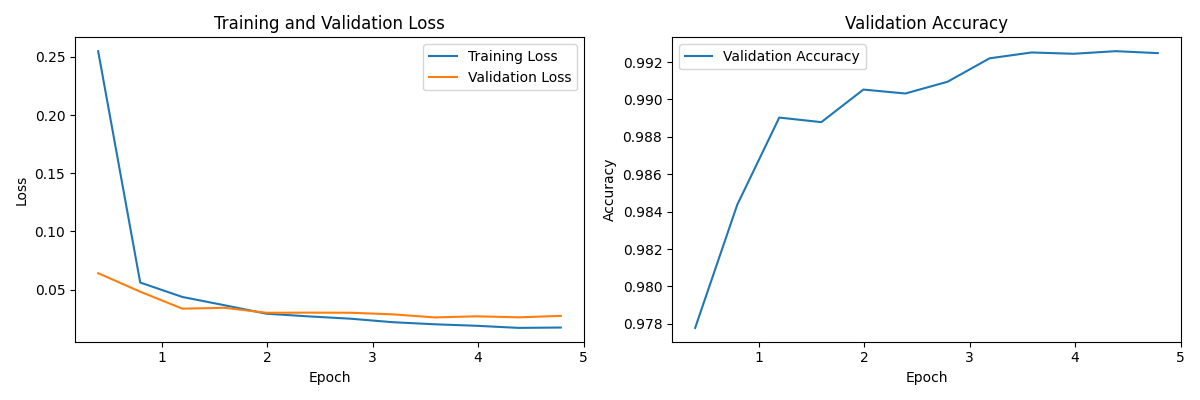 Training and Validation Loss
Training Loss
Validation Loss
0.25
0.20
0.15
0.10
0.05
Loss
1
2
3
4
5
Epoch
Validation Accuracy
Validation Accuracy
0.992
0.990
0.988
0.986
0.984
0.982
0.980
0.978
Accuracy
1
2
3
4
5
Epoch